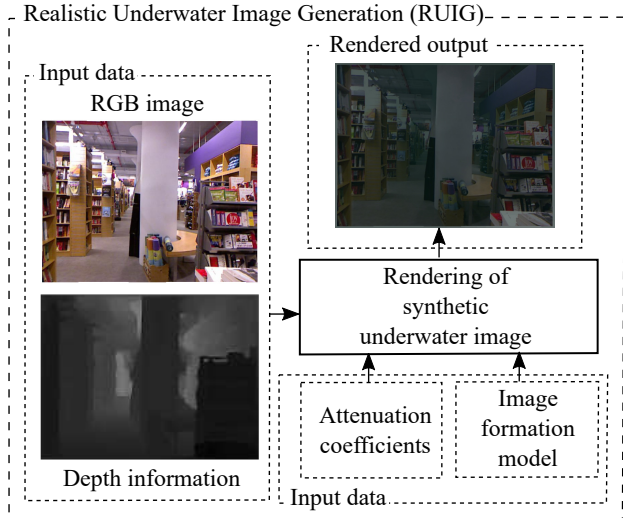 Realistic Underwater Image Generation (RUIG)
Input data
RGB image
Depth information
Rendered output
Rendering of
synthetic
underwater image
Attenuation
coefficients
Image
formation
model
Input data